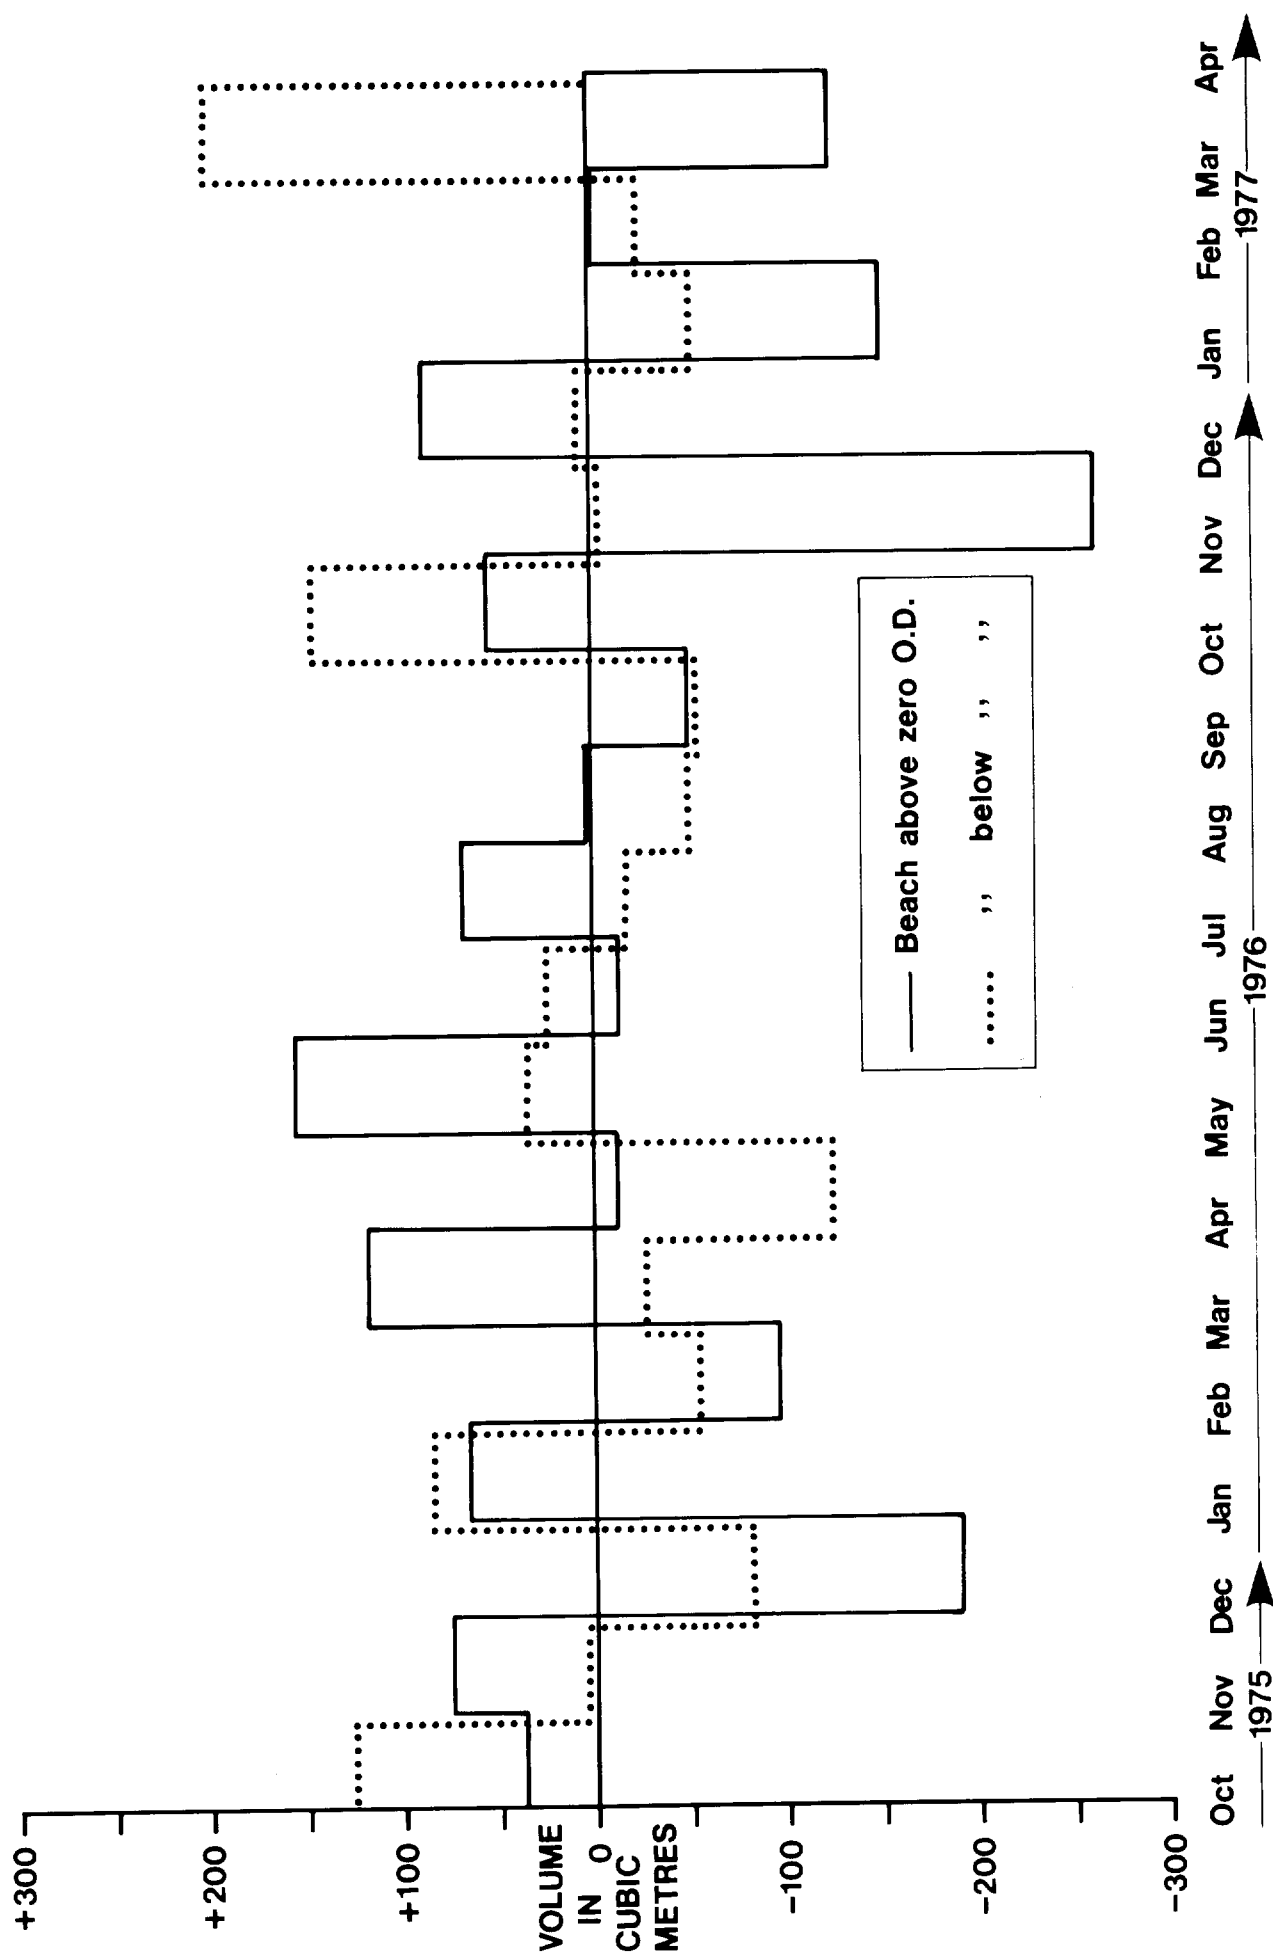 +300
+200
+100
VOLUME
IN 0
CUBIC
METRES
-100
-200
-300
Beach above zero O.D.
,, below ,, ,,
Oct Nov Dec Jan Feb Mar Apr May Jun Jul Aug Sep Oct Nov Dec Jan Feb Mar Apr
1975 1976 1977